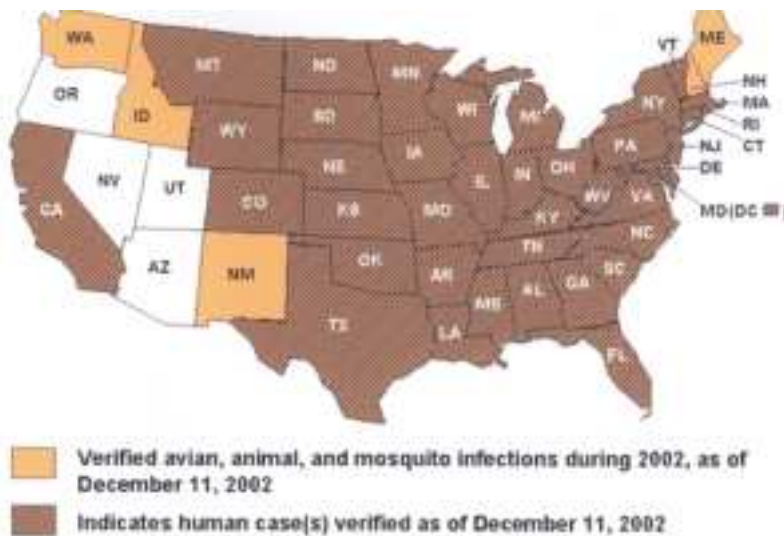 WA
ME
VT
MT
ND
MN
OR
ID
NH
MA
RI
CT
NJ
DE
MD(DC
WI
MI
NY
WY
SD
IA
PA
NE
IL
IN
OH
NV
UT
CA
CO
KS
MO
KY
WV
VA
NC
TN
AZ
NM
OK
AR
SC
TX
MS
AL
GA
LA
FL
Verified avian, animal, and mosquito infections during 2002, as of
December 11, 2002
Indicates human case(s) verified as of December 11, 2002